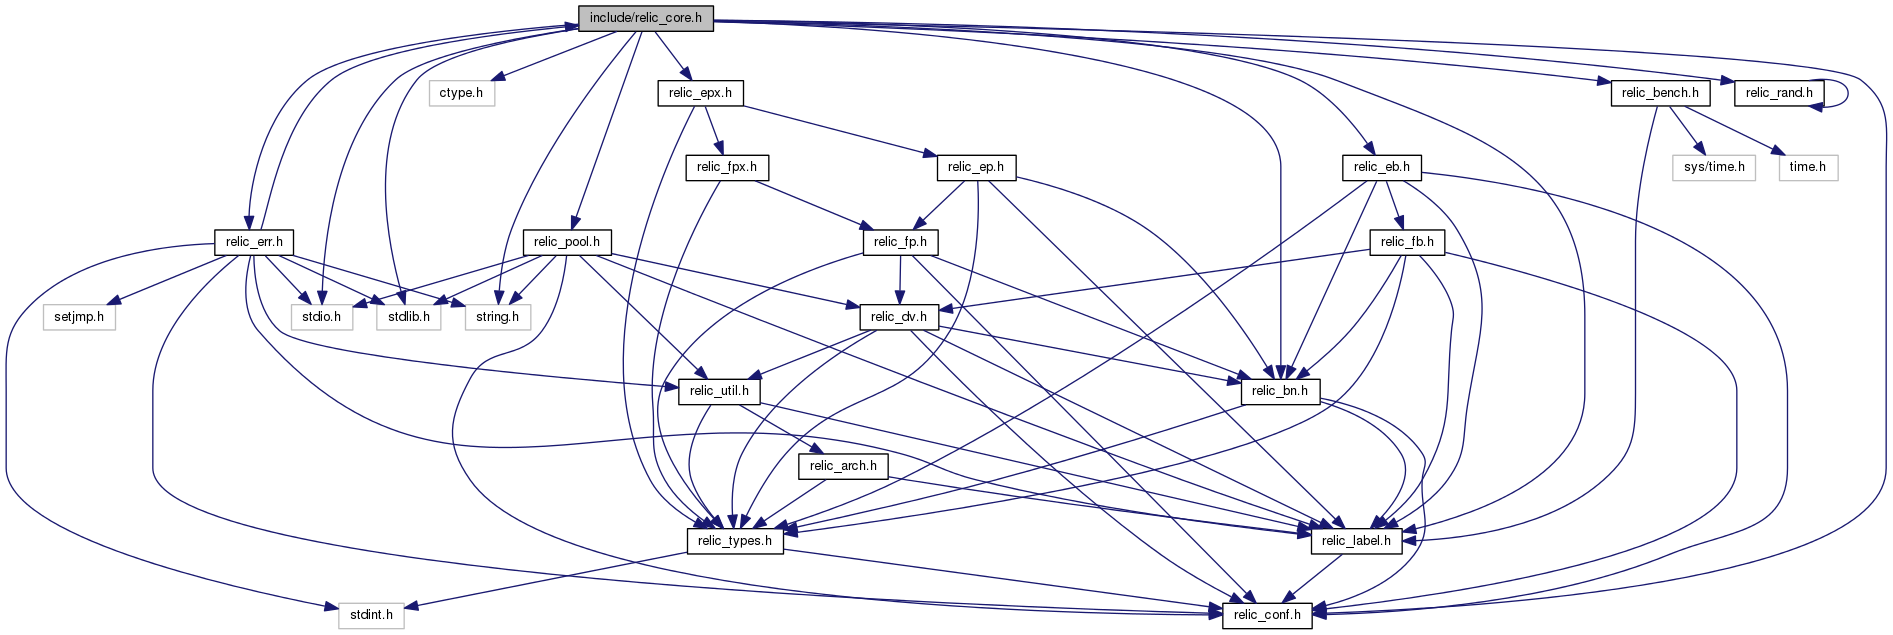 include/relic_core.h
ctype.h
relic_epx.h
relic_bench.h
relic_rand.h
relic_fpx.h
relic_ep.h
relic_eb.h
sys/time.h
time.h
relic_err.h
relic_pool.h
relic_fp.h
relic_fb.h
setjmp.h
stdio.h
stdlib.h
string.h
relic_dv.h
relic_util.h
relic_bn.h
relic_arch.h
relic_types.h
relic_label.h
stdint.h
relic_conf.h